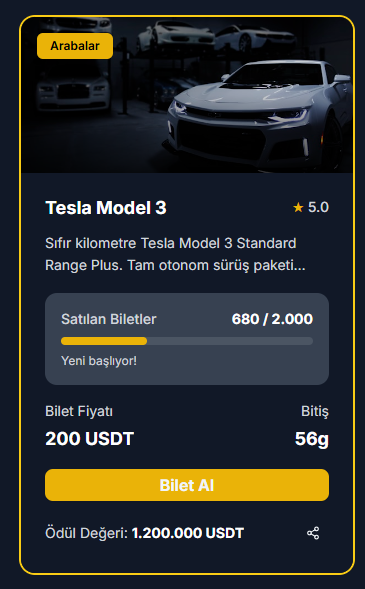 Arabalar
Tesla Model 3
★ 5.0
Sıfır kilometre Tesla Model 3 Standard
Range Plus. Tam otonom sürüş paketi...
Satılan Biletler 680 / 2.000
Yeni başlıyor!
Bilet Fiyatı Bitiş
200 USDT 56g
Bilet Al
Ödül Değeri: 1.200.000 USDT